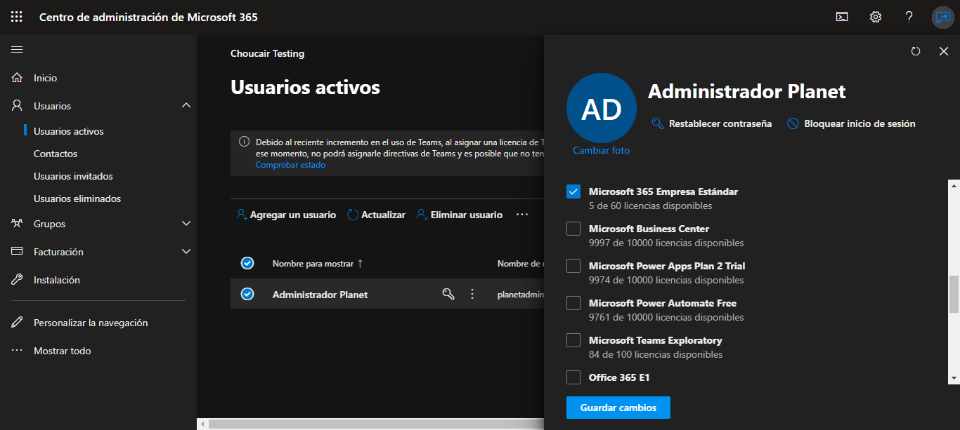 Centro de administración de Microsoft 365
Inicio
Usuarios
Usuarios activos
Contactos
Usuarios invitados
Usuarios eliminados
Grupos
Facturación
Instalación
Personalizar la navegación
Mostrar todo
Choucair Testing
Usuarios activos
Debido al reciente incremento en el uso de Teams, al asignar una licencia de T
ese momento, no podrá asignarle directivas de Teams y es posible que no ten
Comprobar estado
Agregar un usuario Actualizar Eliminar usuario
Nombre para mostrar ↑ Nombre de
Administrador Planet planetadmin
AD
Cambiar foto
Administrador Planet
Restablecer contraseña Bloquear inicio de sesión
Microsoft 365 Empresa Estándar
5 de 60 licencias disponibles
Microsoft Business Center
9997 de 10000 licencias disponibles
Microsoft Power Apps Plan 2 Trial
9974 de 10000 licencias disponibles
Microsoft Power Automate Free
9761 de 10000 licencias disponibles
Microsoft Teams Exploratory
84 de 100 licencias disponibles
Office 365 E1
Guardar cambios